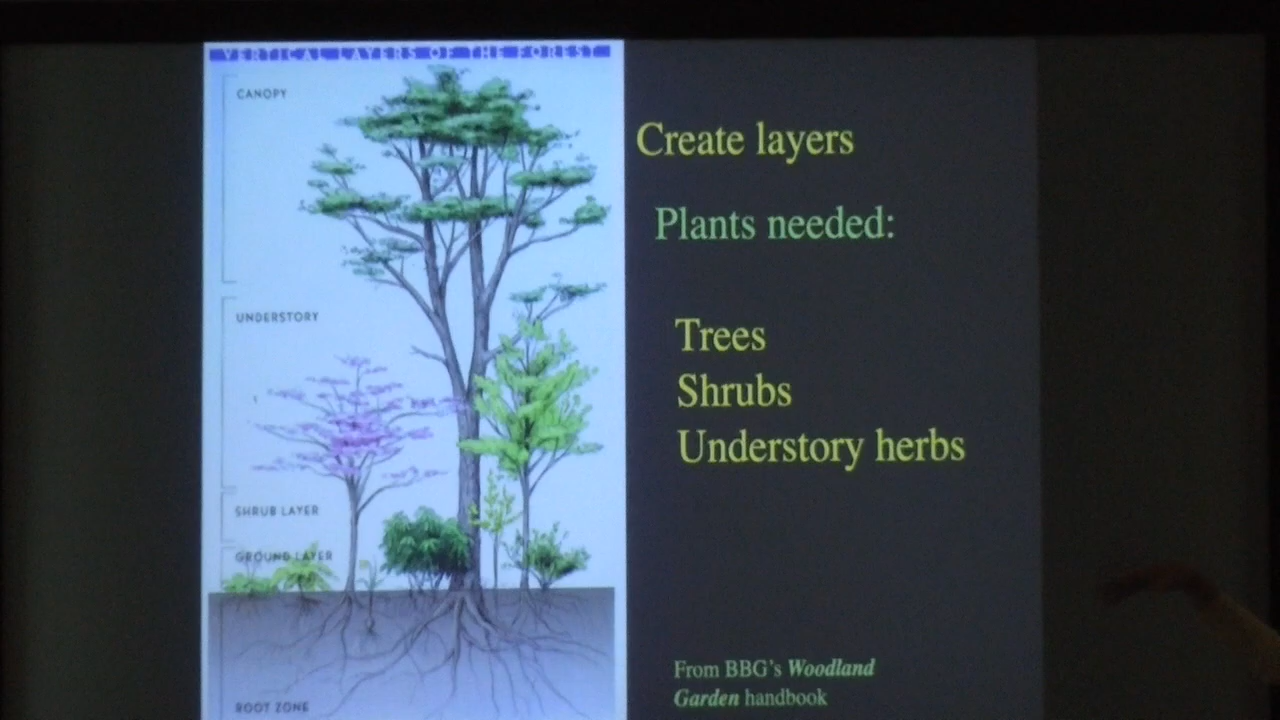 VERTICAL LAYERS OF THE FOREST
CANOPY
UNDERSTORY
SHRUB LAYER
GROUND LAYER
ROOT ZONE
Create layers
Plants needed:
Trees
Shrubs
Understory herbs
From BBG's Woodland
Garden handbook